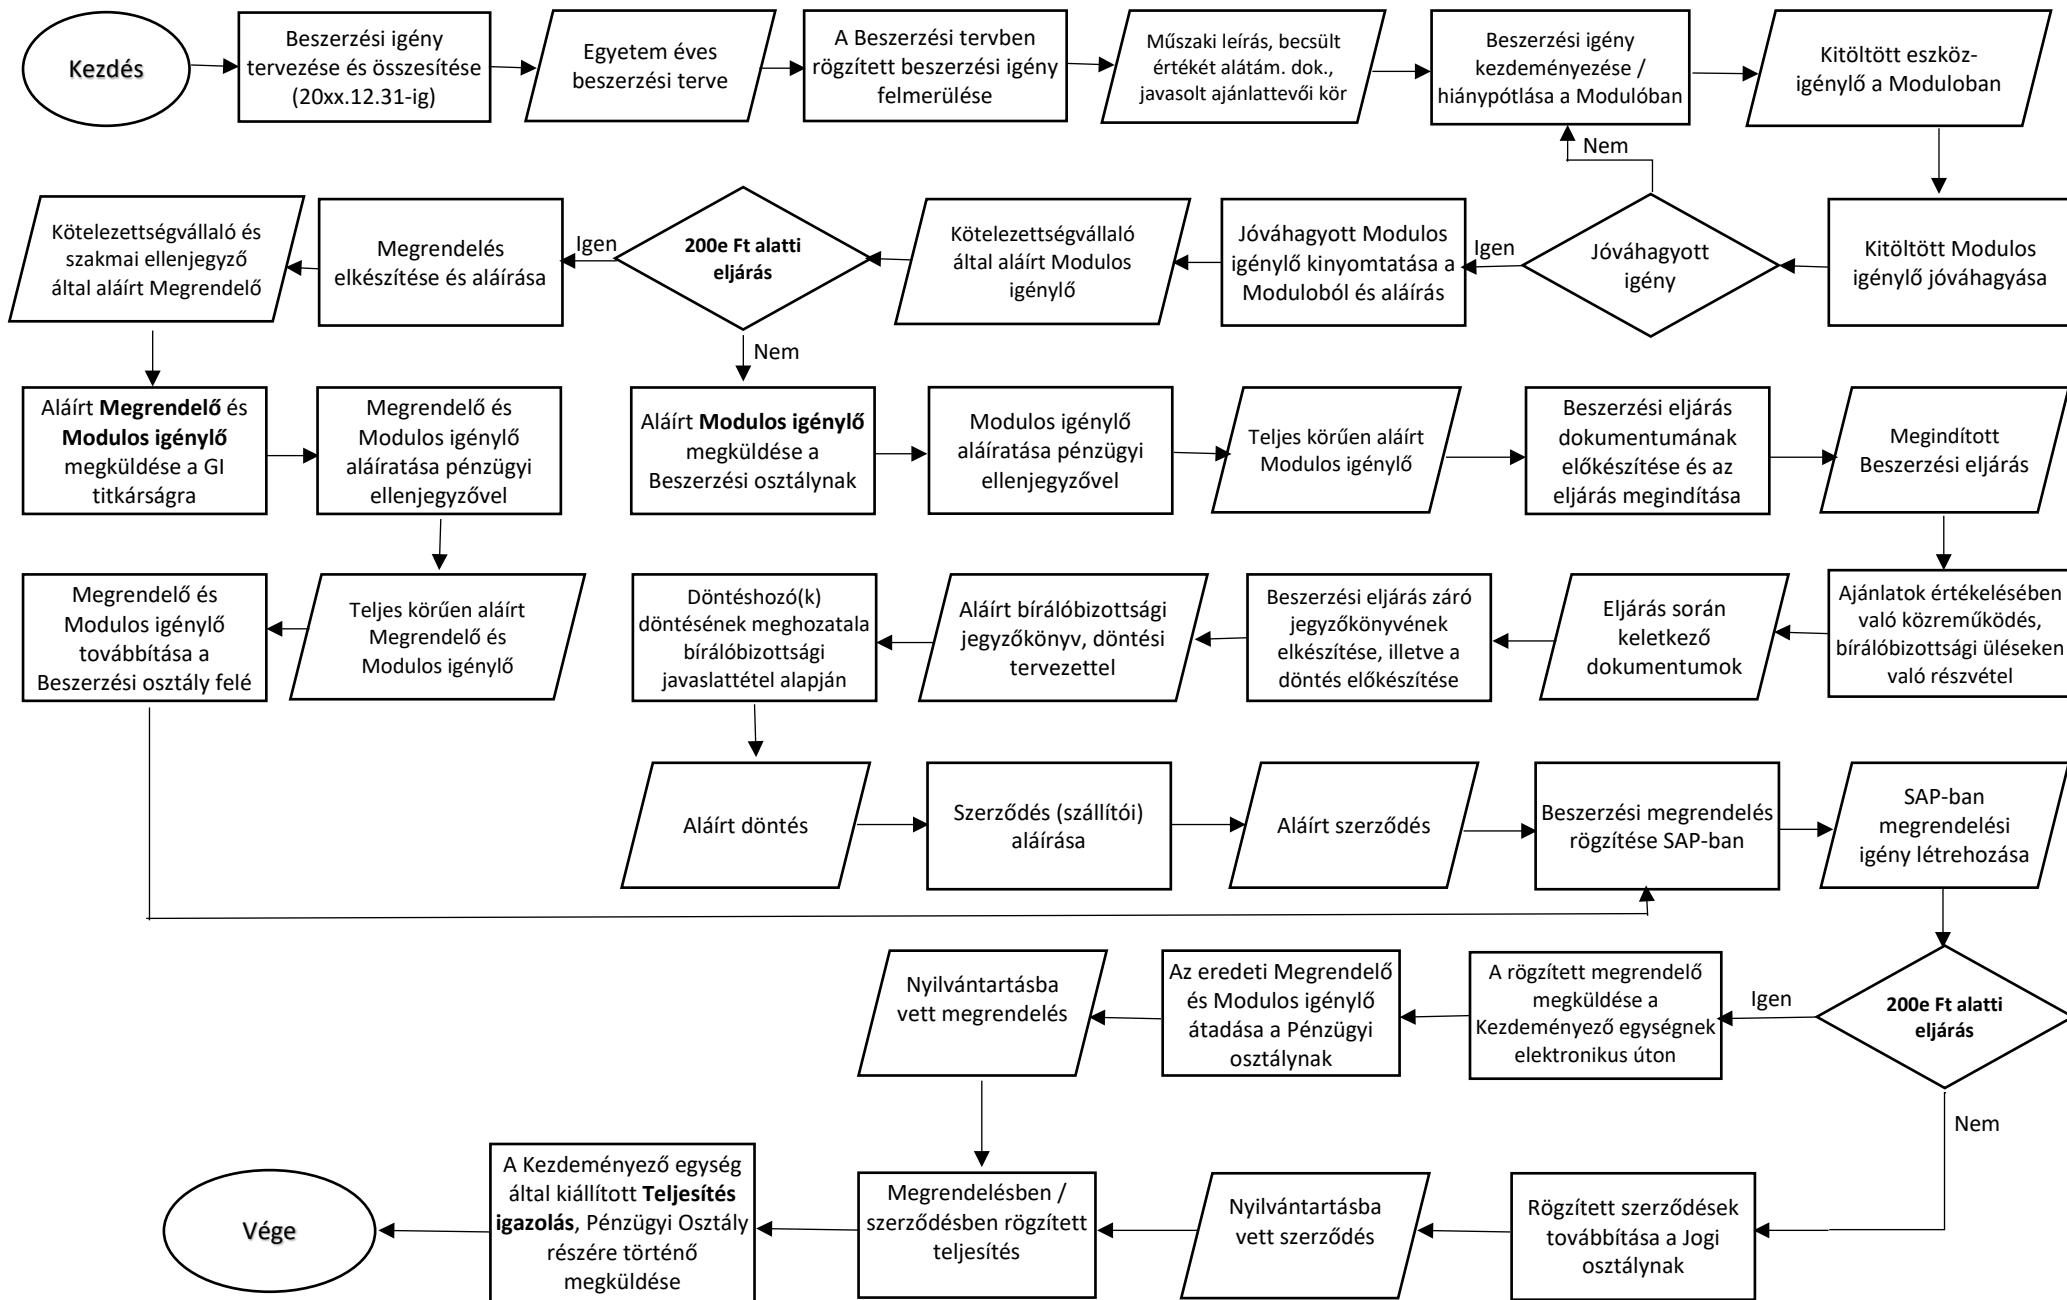 Kezdés
Beszerzési igény
tervezése és összesítése
(20xx.12.31-ig)
Egyetem éves
beszerzési terve
A Beszerzési tervben
rögzített beszerzési igény
felmerülése
Műszaki leírás, becsült
értékét alátám. dok.,
javasolt ajánlattevői kör
Beszerzési igény
kezdeményezése /
hiánypótlása a Modulóban
Kitöltött eszköz-
igénylő a Moduloban
Nem
Kitöltött Modulos
igénylő jóváhagyása
Jóváhagyott
igény
Igen
Jóváhagyott Modulos
igénylő kinyomtatása a
Moduloból és aláírás
Kötelezettségvállaló
által aláírt Modulos
igénylő
200e Ft alatti
eljárás
Igen
Megrendelés
elkészítése és aláírása
Kötelezettségvállaló és
szakmai ellenjegyző
által aláírt Megrendelő
Nem
Aláírt Megrendelő és
Modulos igénylő
megküldése a GI
titkárságra
Megrendelő és
Modulos igénylő
aláíratása pénzügyi
ellenjegyzővel
Aláírt Modulos igénylő
megküldése a
Beszerzési osztálynak
Modulos igénylő
aláíratása pénzügyi
ellenjegyzővel
Teljes körűen aláírt
Modulos igénylő
Beszerzési eljárás
dokumentumának
előkészítése és az
eljárás megindítása
Megindított
Beszerzési eljárás
Megrendelő és
Modulos igénylő
továbbítása a
Beszerzési osztály felé
Teljes körűen aláírt
Megrendelő és
Modulos igénylő
Döntéshozó(k)
döntésének meghozatala
bírálóbizottsági
javaslattétel alapján
Aláírt bírálóbizottsági
jegyzőkönyv, döntési
tervezettel
Beszerzési eljárás záró
jegyzőkönyvének
elkészítése, illetve a
döntés előkészítése
Eljárás során
keletkező
dokumentumok
Ajánlatok értékelésében
való közreműködés,
bírálóbizottsági üléseken
való részvétel
Aláírt döntés
Szerződés (szállítói)
aláírása
Aláírt szerződés
Beszerzési megrendelés
rögzítése SAP-ban
SAP-ban
megrendelési
igény létrehozása
Nyilvántartásba
vett megrendelés
Az eredeti Megrendelő
és Modulos igénylő
átadása a Pénzügyi
osztálynak
A rögzített megrendelő
megküldése a
Kezdeményező egységnek
elektronikus úton
Igen
200e Ft alatti
eljárás
Nem
Vége
A Kezdeményező egység
által kiállított Teljesítés
igazolás, Pénzügyi Osztály
részére történő
megküldése
Megrendelésben /
szerződésben rögzített
teljesítés
Nyilvántartásba
vett szerződés
Rögzített szerződések
továbbítása a Jogi
osztálynak